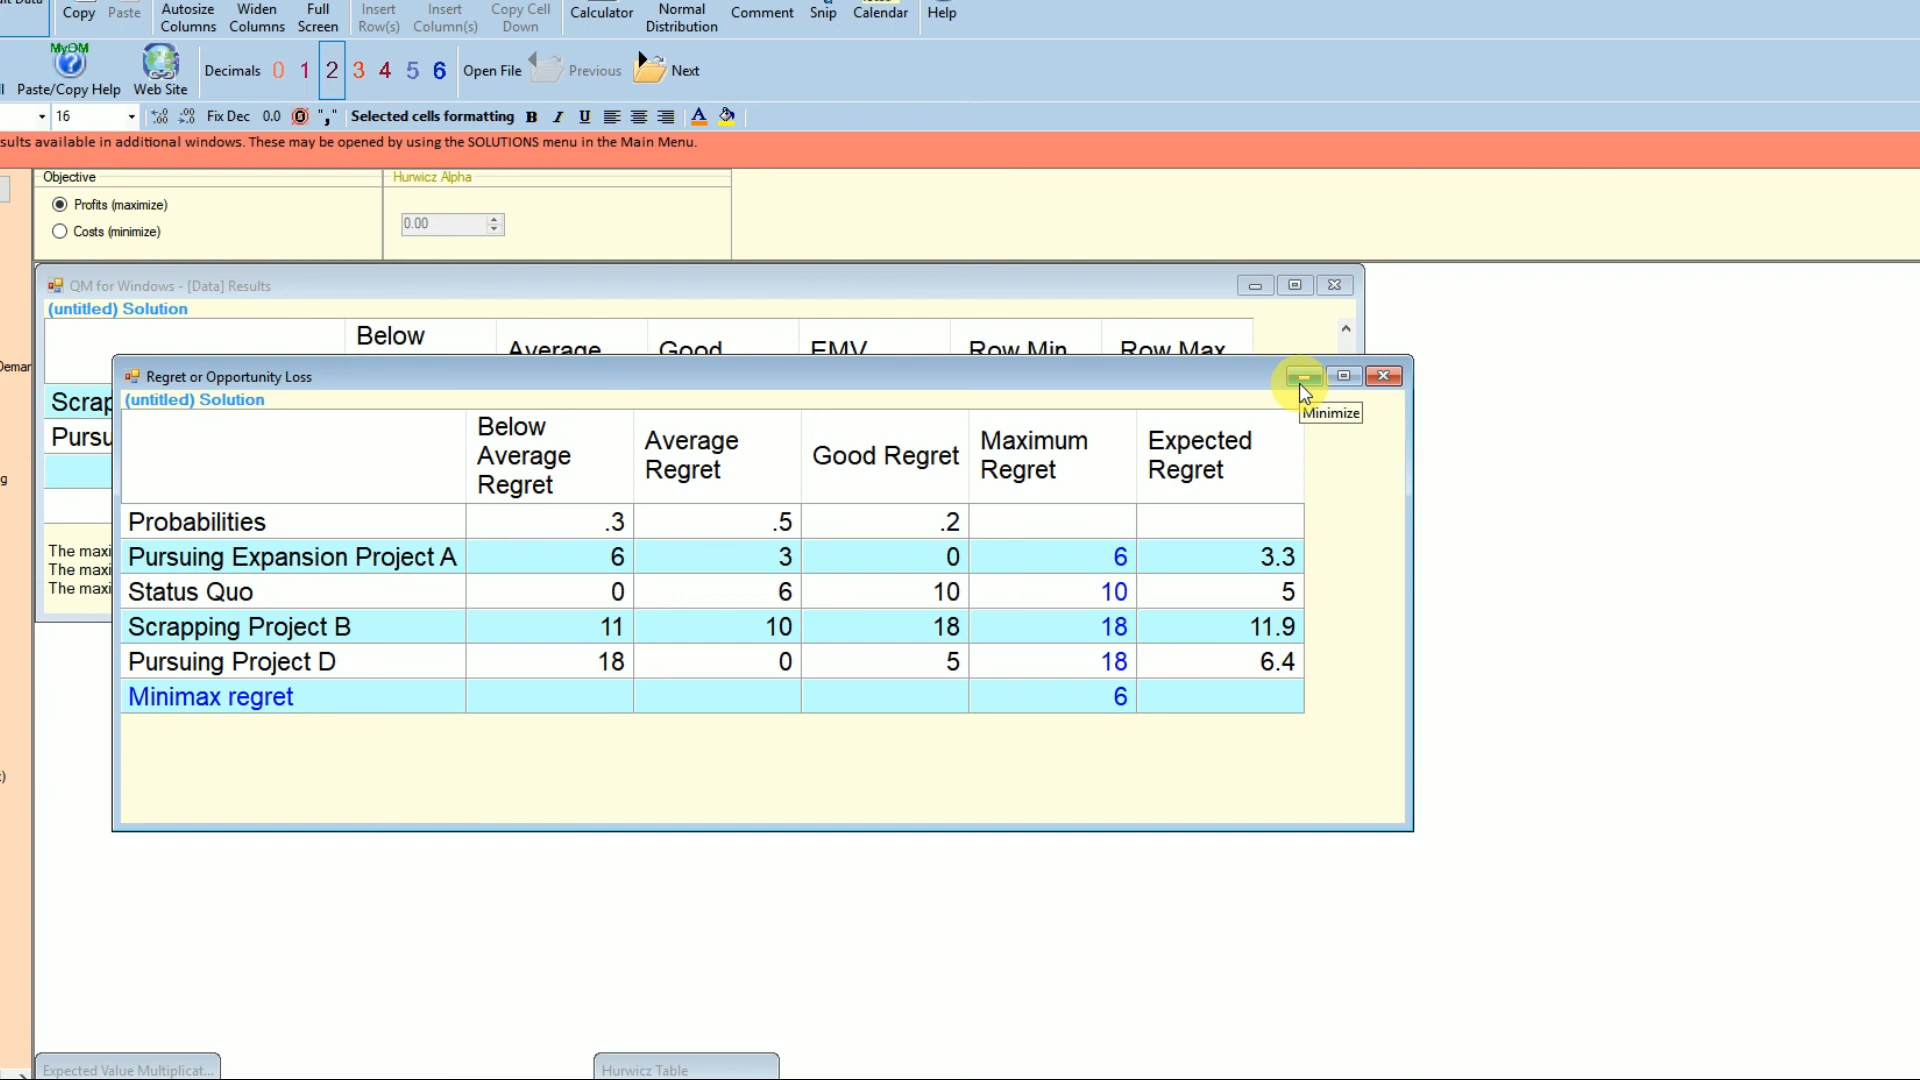 Copy Paste Autosize Columns Widen Columns Full Screen Insert Row(s) Insert Column(s) Copy Cell Down Calculator Normal Distribution Comment Snip Calendar Help
MyOM
Paste/Copy Help Web Site Decimals 0 1 2 3 4 5 6 Open File Previous Next
16 Fix Dec 0.0 "," Selected cells formatting B I U A
available in additional windows. These may be opened by using the SOLUTIONS menu in the Main Menu.
Objective Hurwicz Alpha
Profits (maximize)
0.00
Costs (minimize)
QM for Windows - [Data] Results
(untitled) Solution
Below Average Good EMV Row Min Row Max
Regret or Opportunity Loss
(untitled) Solution
Minimize
Below Average Regret Average Regret Good Regret Maximum Regret Expected Regret
Probabilities .3 .5 .2
Pursuing Expansion Project A 6 3 0 6 3.3
Status Quo 0 6 10 10 5
Scrapping Project B 11 10 18 18 11.9
Pursuing Project D 18 0 5 18 6.4
Minimax regret 6
The maxi
The maxi
The maxi
Expected Value Multiplicat... Hurwicz Table